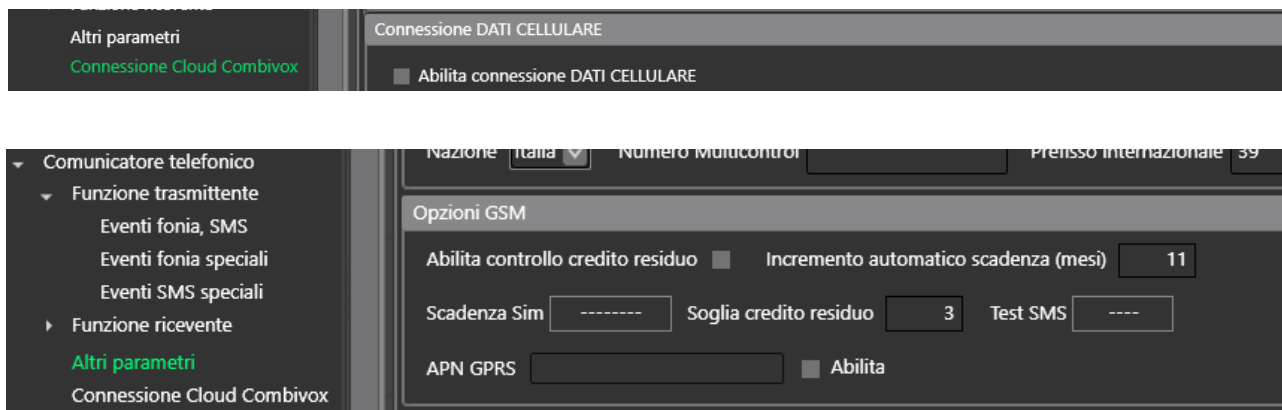 Altri parametri
Connessione Cloud Combivox
Connessione DATI CELLULARE
Abilita connessione DATI CELLULARE
Comunicatore telefonico
Funzione trasmittente
Eventi fonia, SMS
Eventi fonia speciali
Eventi SMS speciali
Funzione ricevente
Altri parametri
Connessione Cloud Combivox
Nazione Italia Numero Multicontrol Prefisso Internazionale 39
Opzioni GSM
Abilita controllo credito residuo Incremento automatico scadenza (mesi) 11
Scadenza Sim -------- Soglia credito residuo 3 Test SMS ----
APN GPRS Abilita